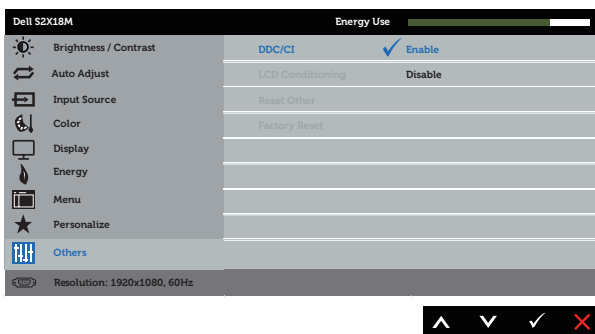 Dell S2X18M Energy Use
Brightness / Contrast DDC/CI Enable
Auto Adjust LCD Conditioning Disable
Input Source Reset Other
Color Factory Reset
Display
Energy
Menu
Personalize
Others
Resolution: 1920x1080, 60Hz